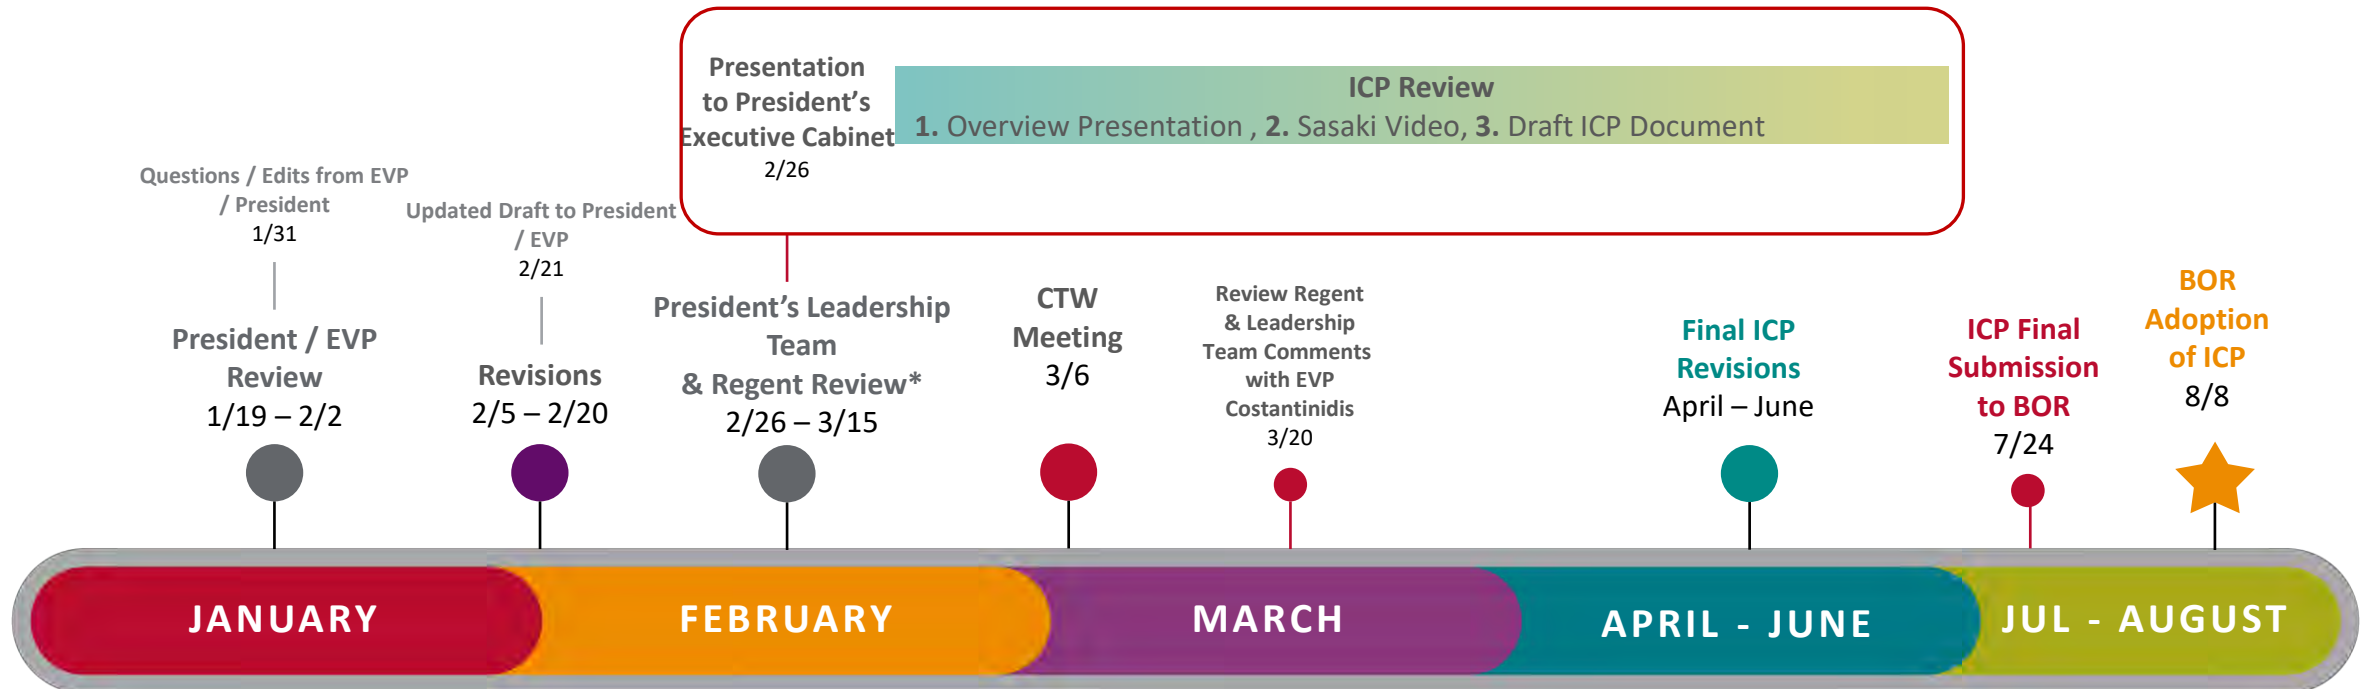 Presentation
to President's
Executive Cabinet
2/26
ICP Review
1. Overview Presentation , 2. Sasaki Video, 3. Draft ICP Document
Questions / Edits from EVP
/ President
1/31
Updated Draft to President
/ EVP
2/21
President / EVP
Review
1/19 – 2/2
Revisions
2/5 – 2/20
President's Leadership
Team
& Regent Review*
2/26 – 3/15
CTW
Meeting
3/6
Review Regent
& Leadership
Team Comments
with EVP
Costantinidis
3/20
Final ICP
Revisions
April – June
ICP Final
Submission
to BOR
7/24
BOR
Adoption
of ICP
8/8
JANUARY
FEBRUARY
MARCH
APRIL - JUNE
JUL - AUGUST